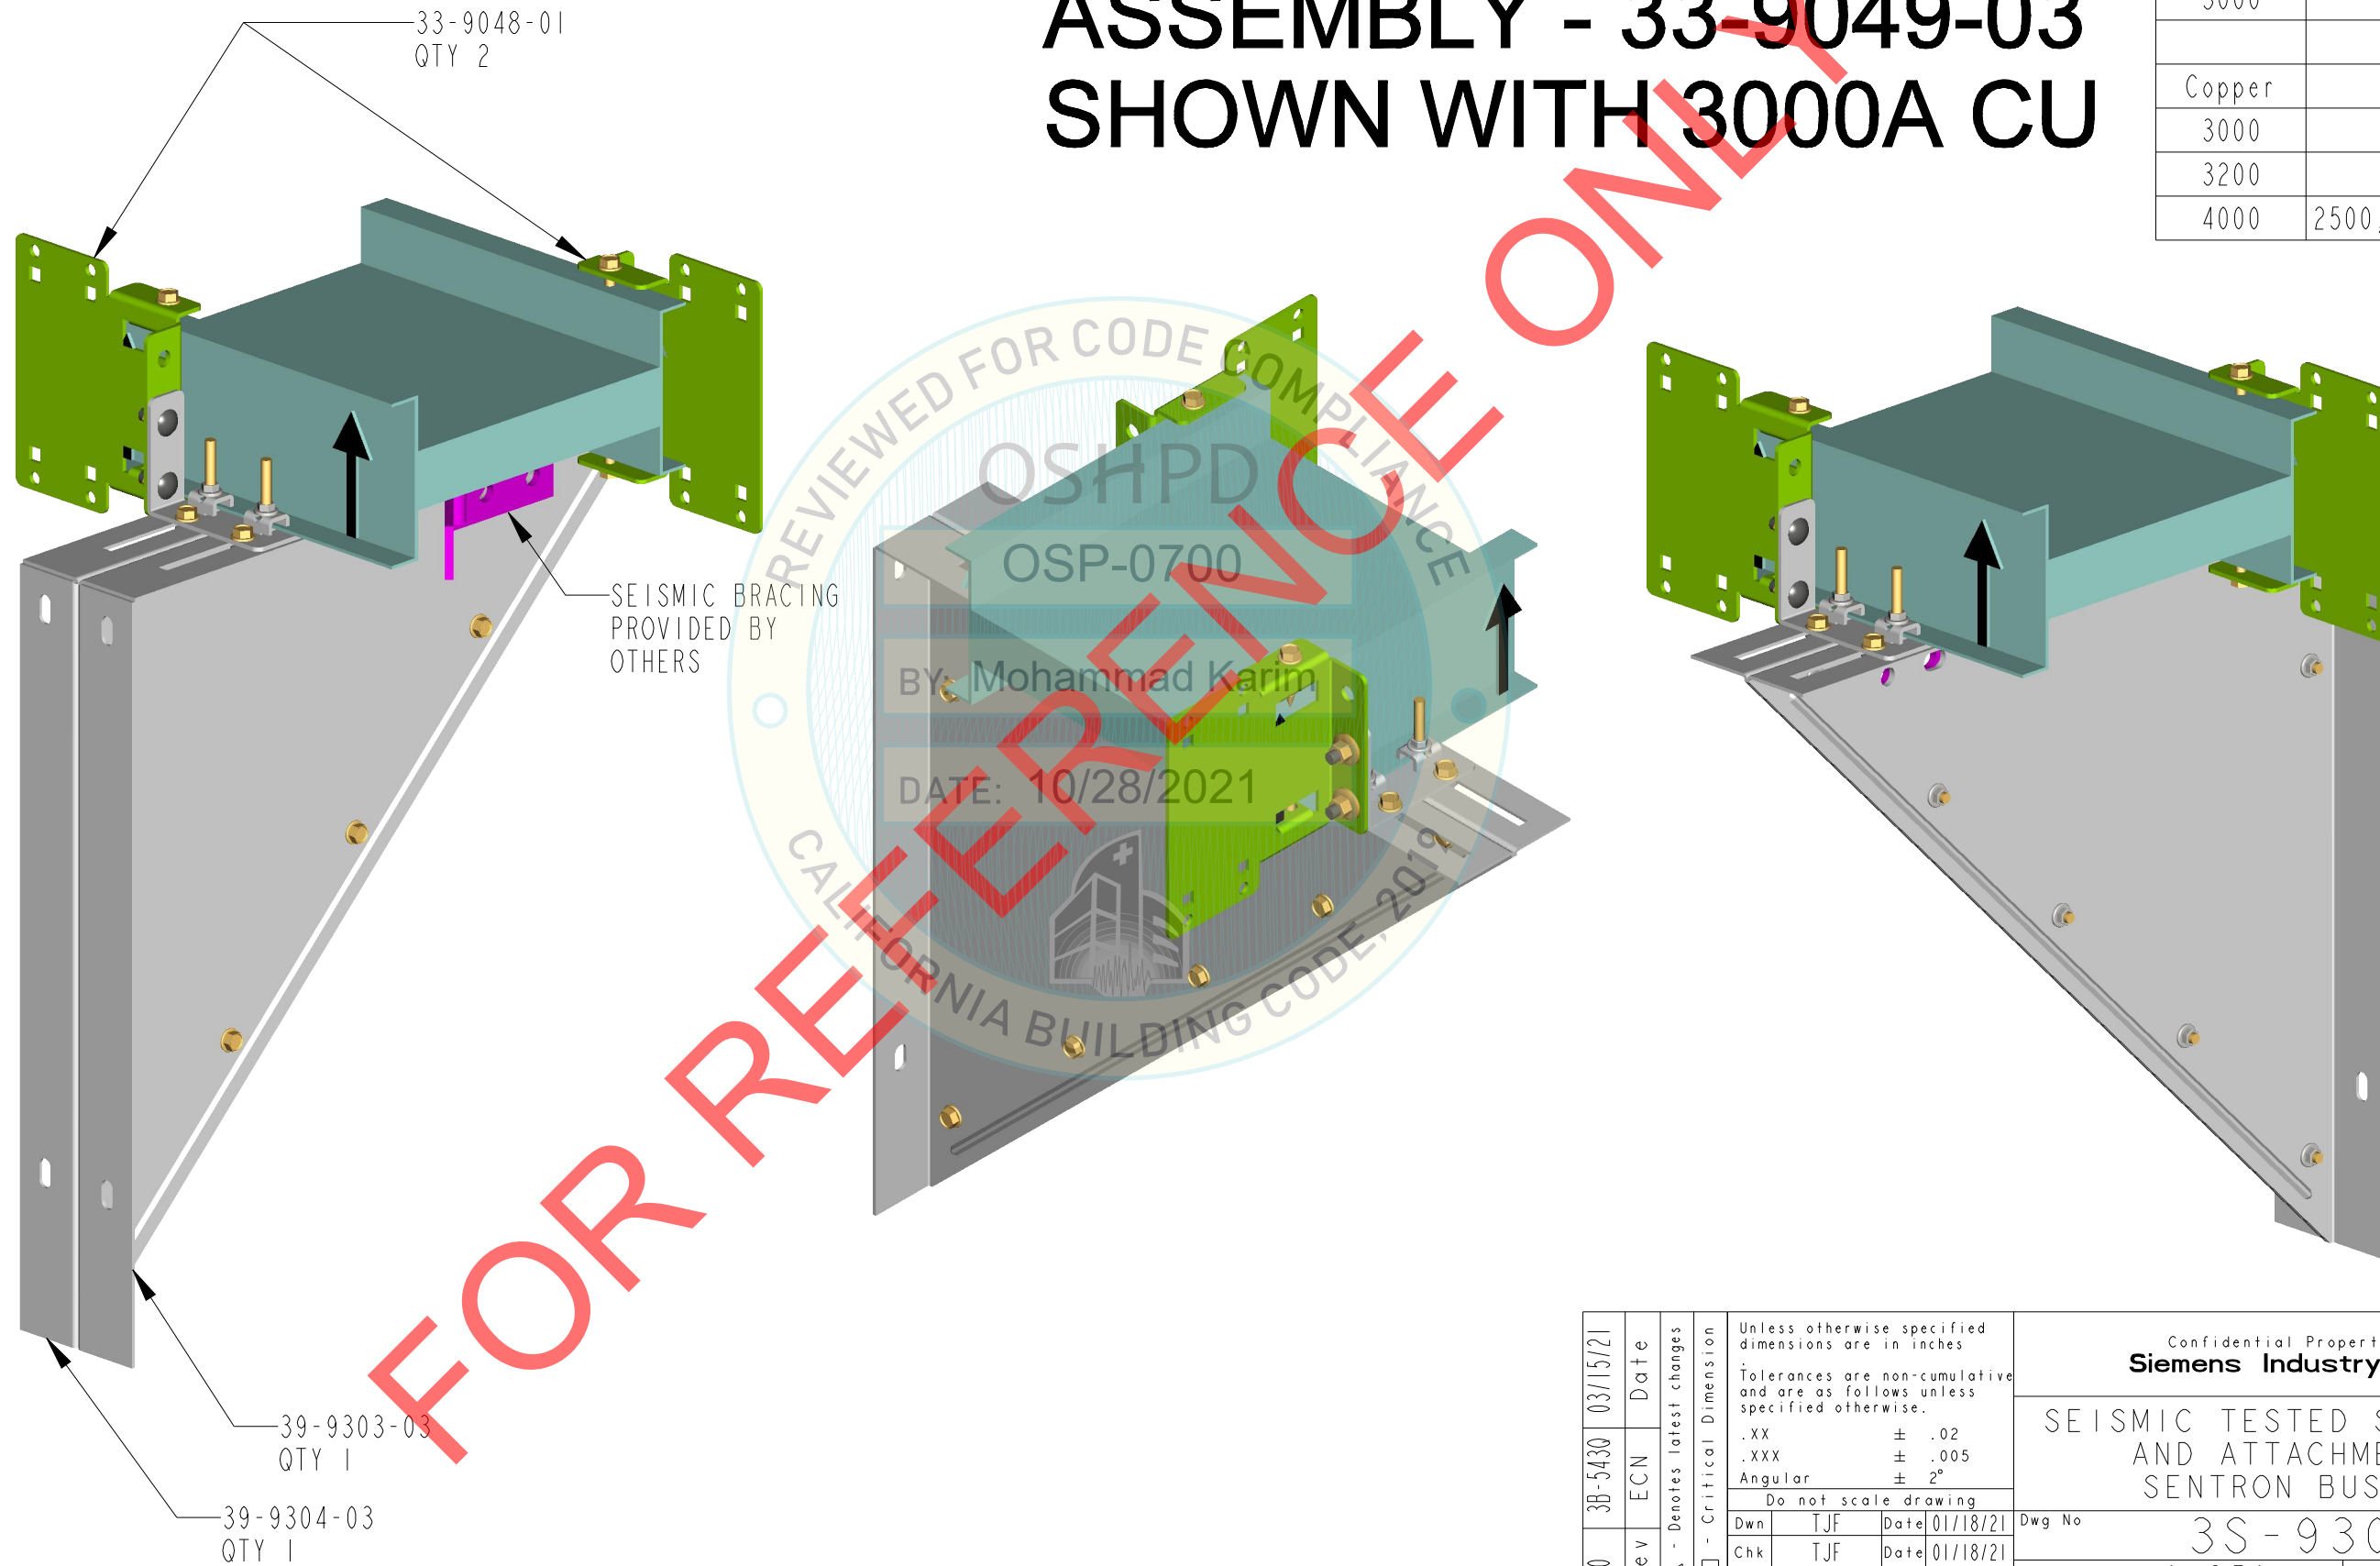 33-9048-01
QTY 2
ASSEMBLY - 33-9049-03
SHOWN WITH 3000A CU
3000
Copper
3000
3200
4000 2500
SEISMIC BRACING
PROVIDED BY
OTHERS
REVIEWED FOR CODE COMPLIANCE
OSHPD
OSP-0700
BY: Mohammad Karim
DATE: 10/28/2021
CALIFORNIA BUILDING CODE, 2019
FOR REFERENCE ONLY
39-9303-03
QTY 1
39-9304-03
QTY 1
03/15/21
Date
3B-5430
ECN
- Denotes latest changes
- Critical Dimension
Unless otherwise specified
dimensions are in inches
.
Tolerances are non-cumulative
and are as follows unless
specified otherwise.
.XX ± .02
.XXX ± .005
Angular ± 2°
Do not scale drawing
Dwn TJF Date 01/18/21
Chk TJF Date 01/18/21
Confidential Propert
Siemens Industry
SEISMIC TESTED S
AND ATTACHME
SENTRON BUS
Dwg No 3S-930